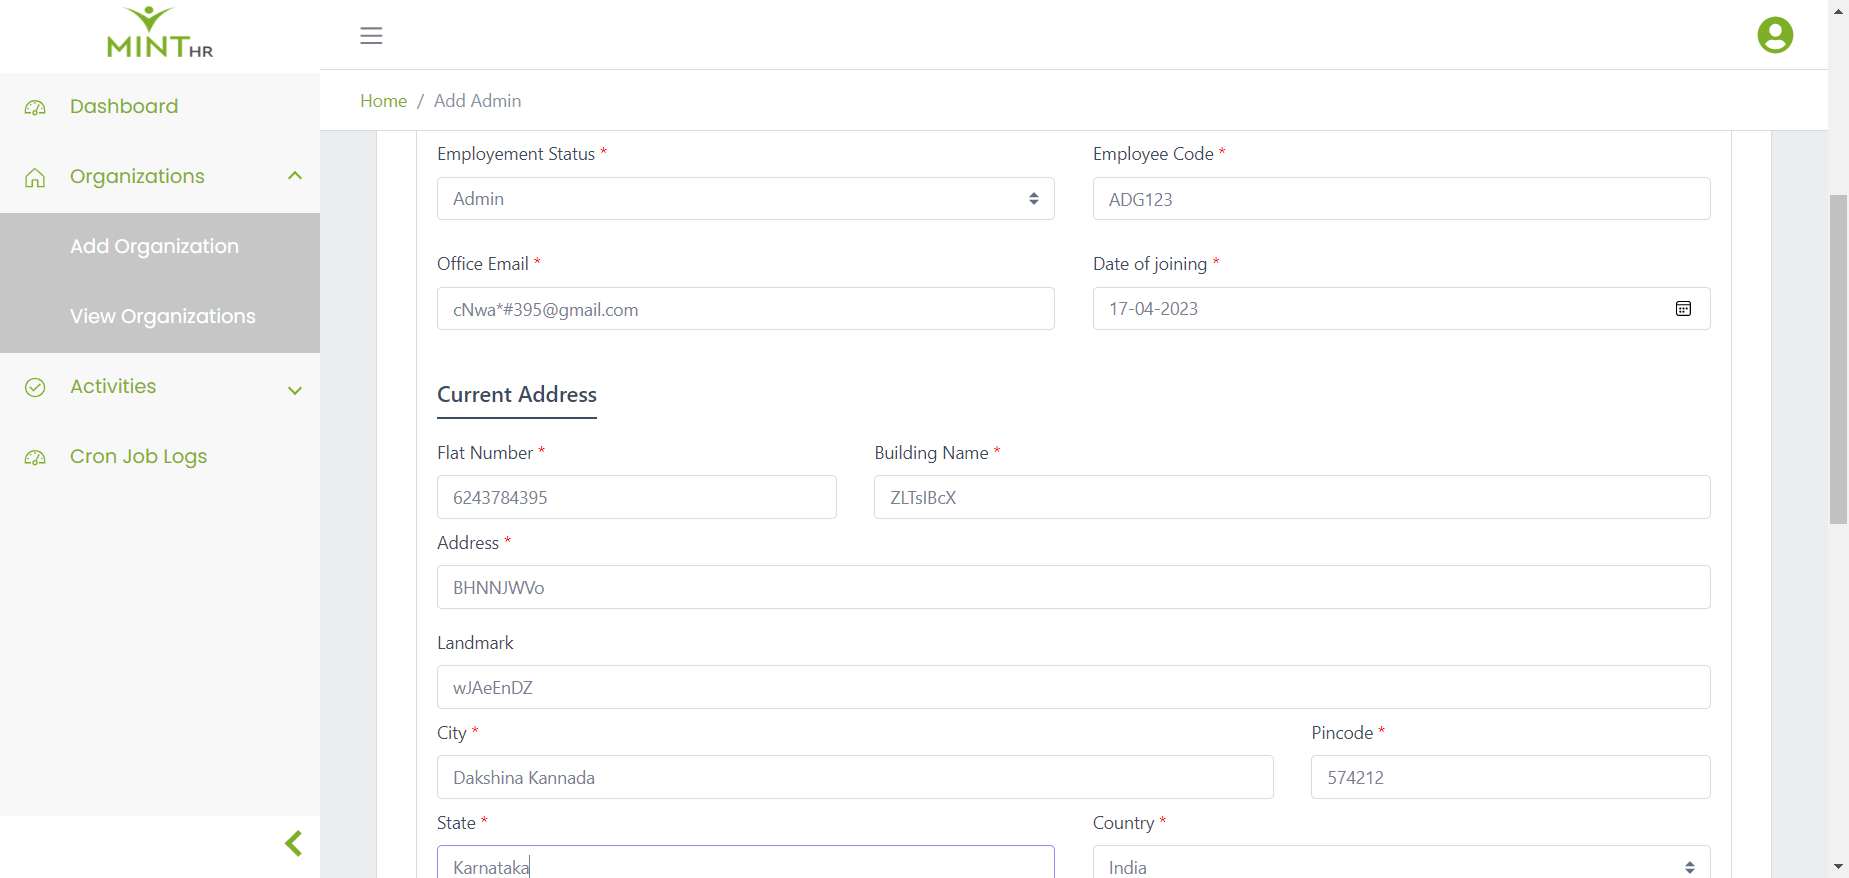 MINT HR
Dashboard
Organizations
Add Organization
View Organizations
Activities
Cron Job Logs
Home / Add Admin
Employement Status *
Employee Code *
Admin
ADG123
Office Email *
Date of joining *
cNwa*#395@gmail.com
17-04-2023
Current Address
Flat Number *
Building Name *
6243784395
ZLTsIBcX
Address *
BHNNJWVo
Landmark
wJAeEnDZ
City *
Pincode *
Dakshina Kannada
574212
State *
Country *
Karnataka
India